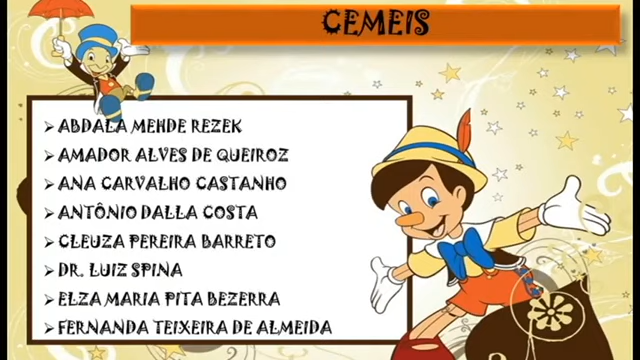 CEMEIS
➢ABDALA MEHDE REZEK
➢AMADOR ALVES DE QUEIROZ
➢ANA CARVALHO CASTANHO
➢ANTÔNIO DALLA COSTA
➢CLEUZA PEREIRA BARRETO
➢DR. LUIZ SPINA
➢ELZA MARIA PITA BEZERRA
➢FERNANDA TEIXEIRA DE ALMEIDA